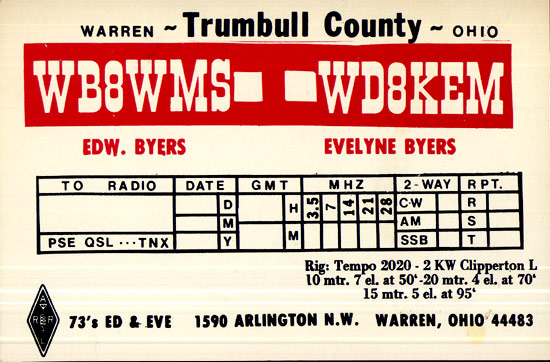 WARREN ~ Trumbull County ~ OHIO
WB8WMS WD8KEM
EDW. BYERS EVELYNE BYERS
TO RADIO DATE GMT MHZ 2-WAY RPT.
D H 3.5 7 14 21 28 CW R
M AM S
PSE QSL ··· TNX Y M SSB T
Rig: Tempo 2020 - 2 KW Clipperton L
10 mtr. 7 el. at 50' -20 mtr. 4 el. at 70'
15 mtr. 5 el. at 95'
A R R L
73's ED & EVE 1590 ARLINGTON N.W. WARREN, OHIO 44483